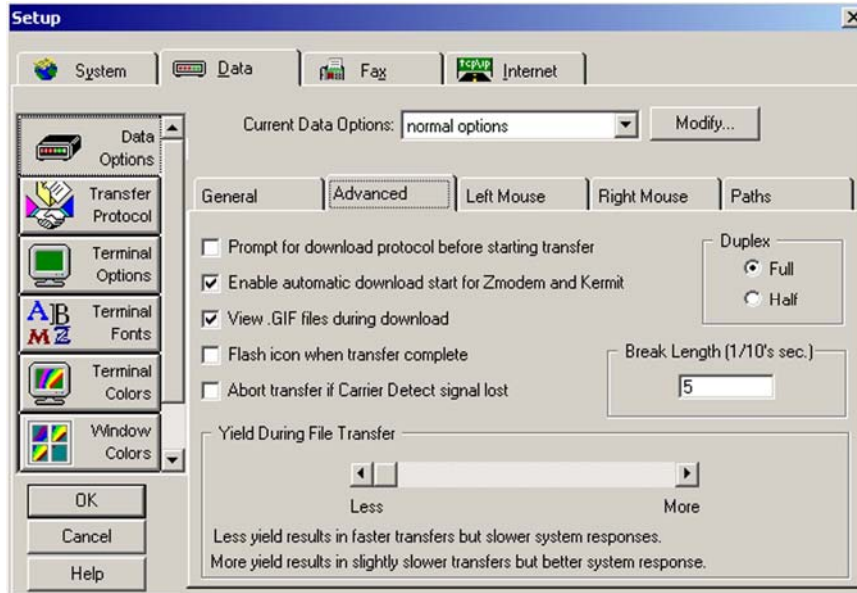 Setup
System
Data
Fax
tcp/ip
Internet
Data
Options
Transfer
Protocol
Terminal
Options
A B
M Z
Terminal
Fonts
Terminal
Colors
Window
Colors
OK
Cancel
Help
Current Data Options:
normal options
Modify...
General
Advanced
Left Mouse
Right Mouse
Paths
Prompt for download protocol before starting transfer
Enable automatic download start for Zmodem and Kermit
View .GIF files during download
Flash icon when transfer complete
Abort transfer if Carrier Detect signal lost
Duplex
Full
Half
Break Length (1/10's sec.)
5
Yield During File Transfer
Less
More
Less yield results in faster transfers but slower system responses.
More yield results in slightly slower transfers but better system response.